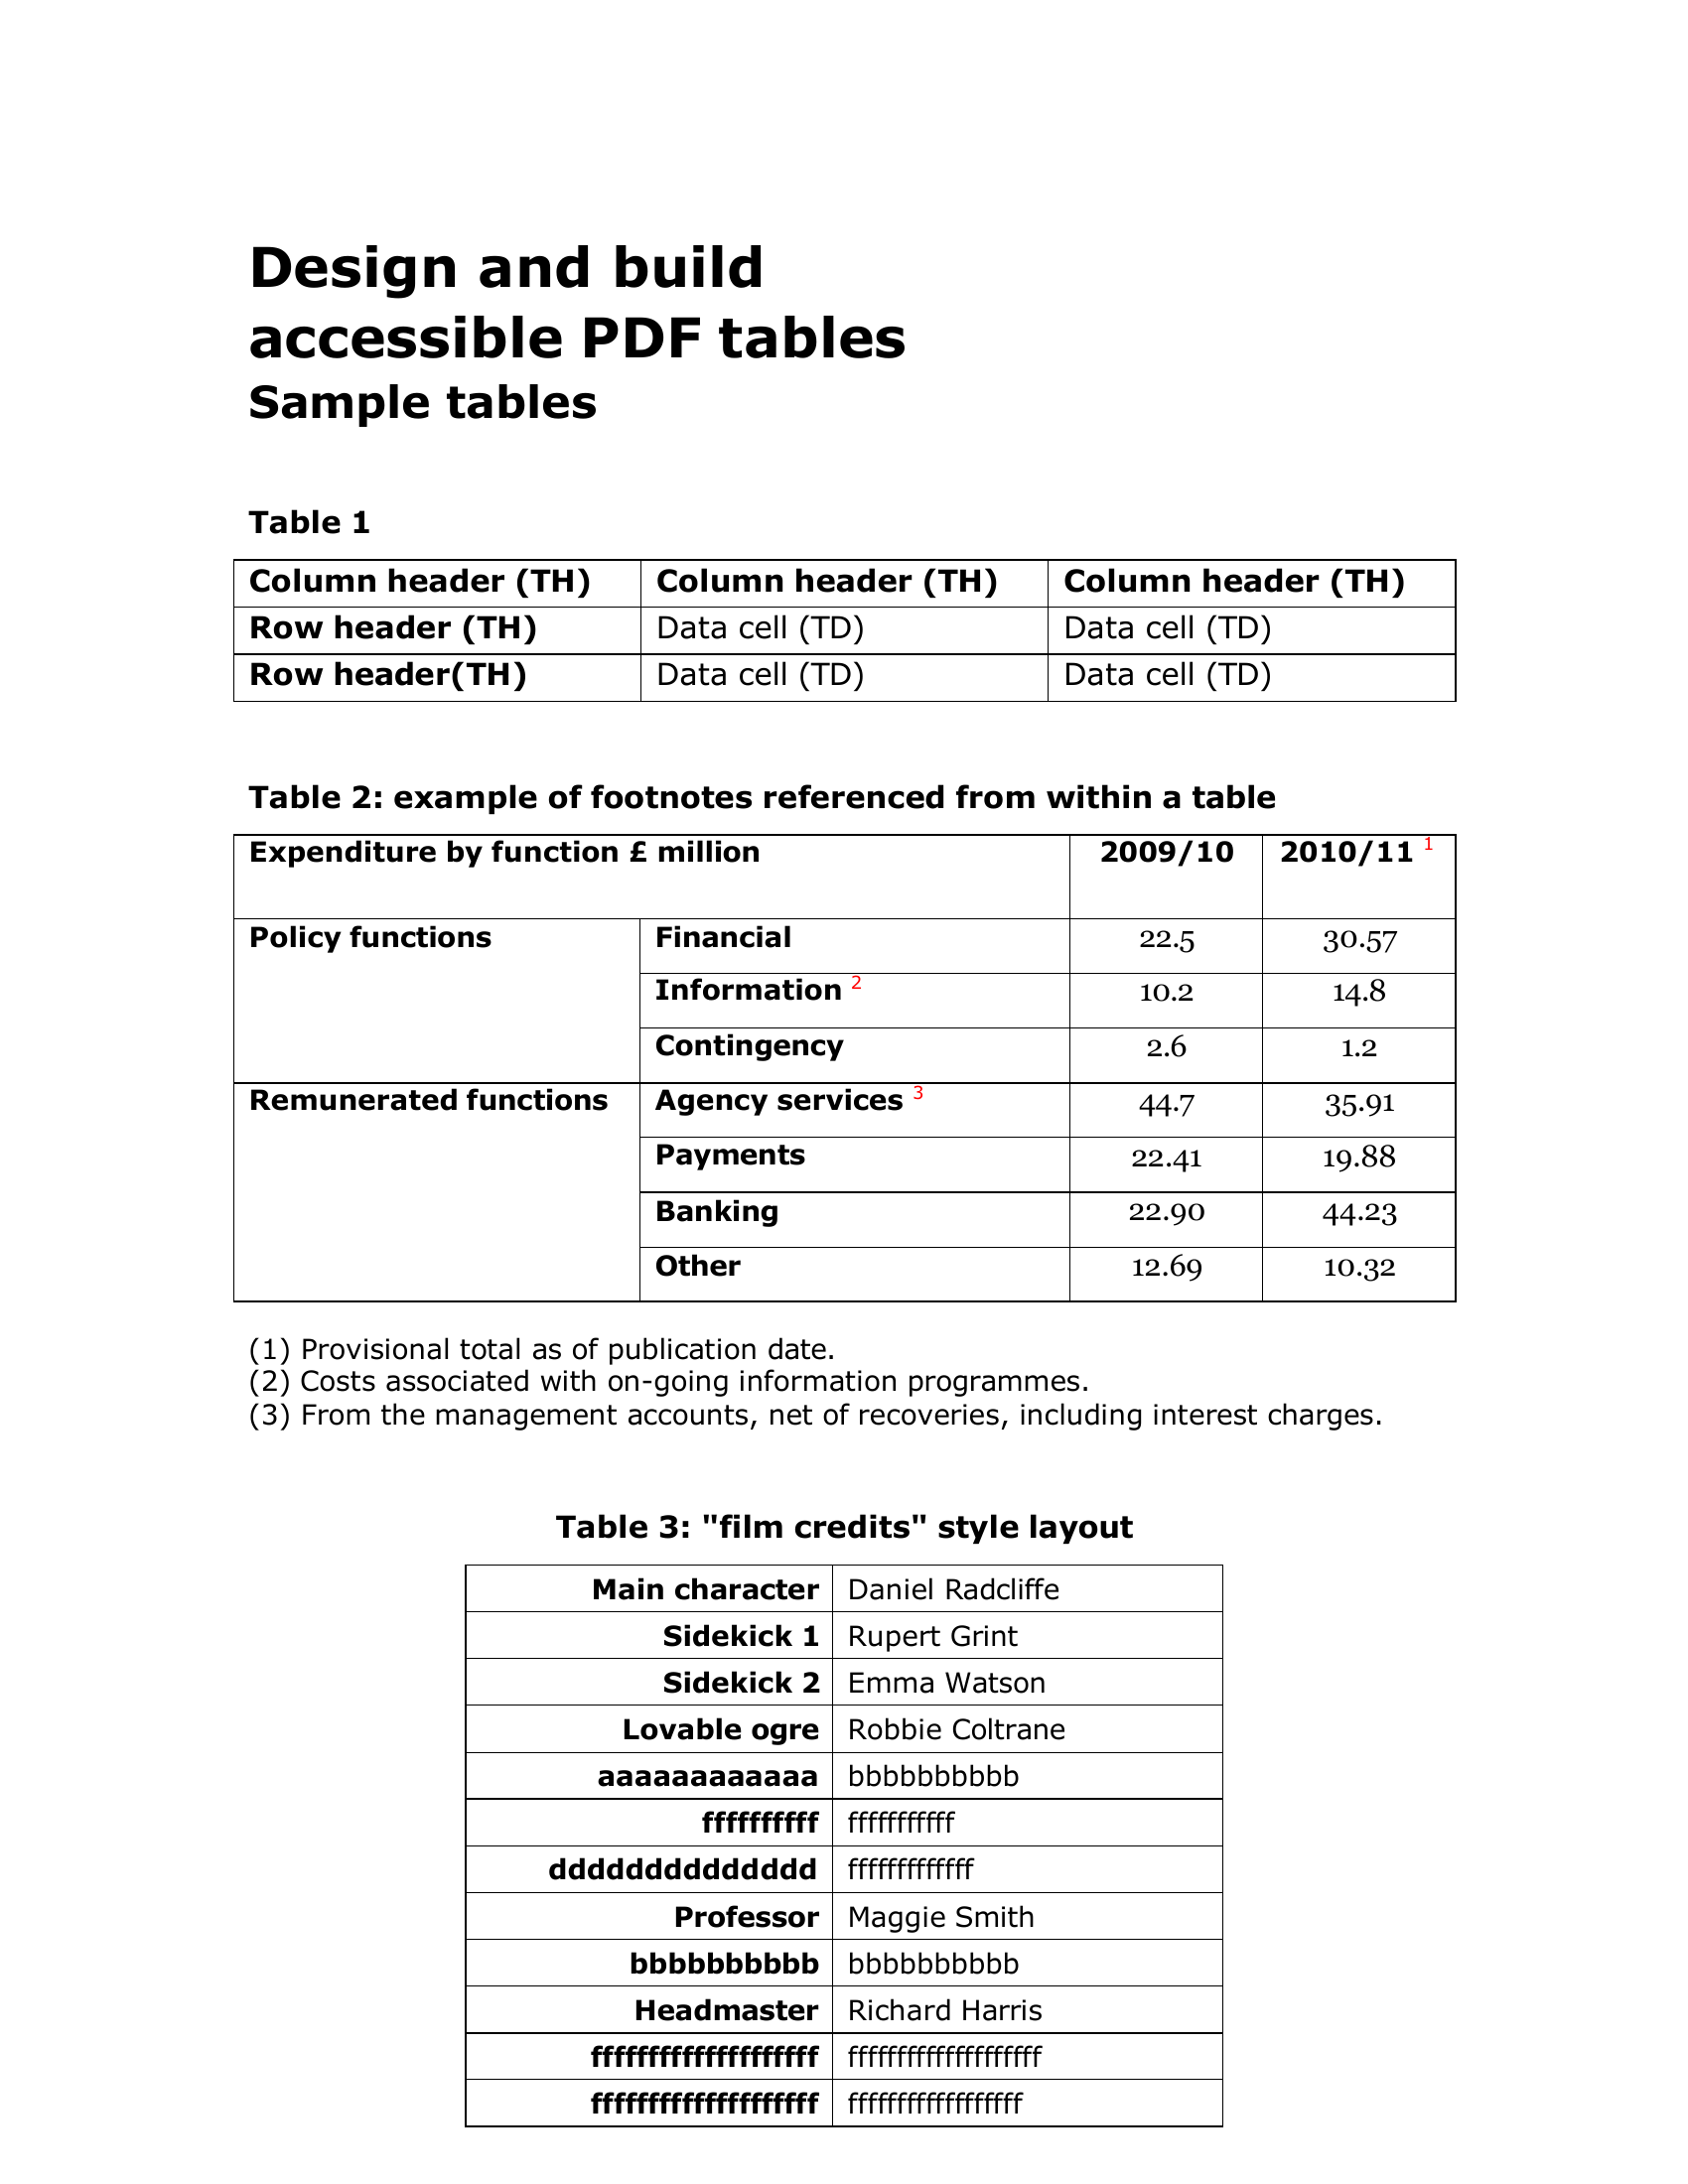 Design and build
accessible PDF tables
Sample tables
Table 1
Column header (TH) Column header (TH) Column header (TH)
Row header (TH) Data cell (TD) Data cell (TD)
Row header(TH) Data cell (TD) Data cell (TD)
Table 2: example of footnotes referenced from within a table
Expenditure by function £ million 2009/10 2010/11 1
Policy functions Financial 22.5 30.57
Information 2 10.2 14.8
Contingency 2.6 1.2
Remunerated functions Agency services 3 44.7 35.91
Payments 22.41 19.88
Banking 22.90 44.23
Other 12.69 10.32
(1) Provisional total as of publication date.
(2) Costs associated with on-going information programmes.
(3) From the management accounts, net of recoveries, including interest charges.
Table 3: "film credits" style layout
Main character Daniel Radcliffe
Sidekick 1 Rupert Grint
Sidekick 2 Emma Watson
Lovable ogre Robbie Coltrane
aaaaaaaaaaaa bbbbbbbbbb
ffffffffff fffffffffff
dddddddddddddd fffffffffffff
Professor Maggie Smith
bbbbbbbbbb bbbbbbbbbb
Headmaster Richard Harris
ffffffffffffffffffff ffffffffffffffffffff
ffffffffffffffffffff ffffffffffffffffff